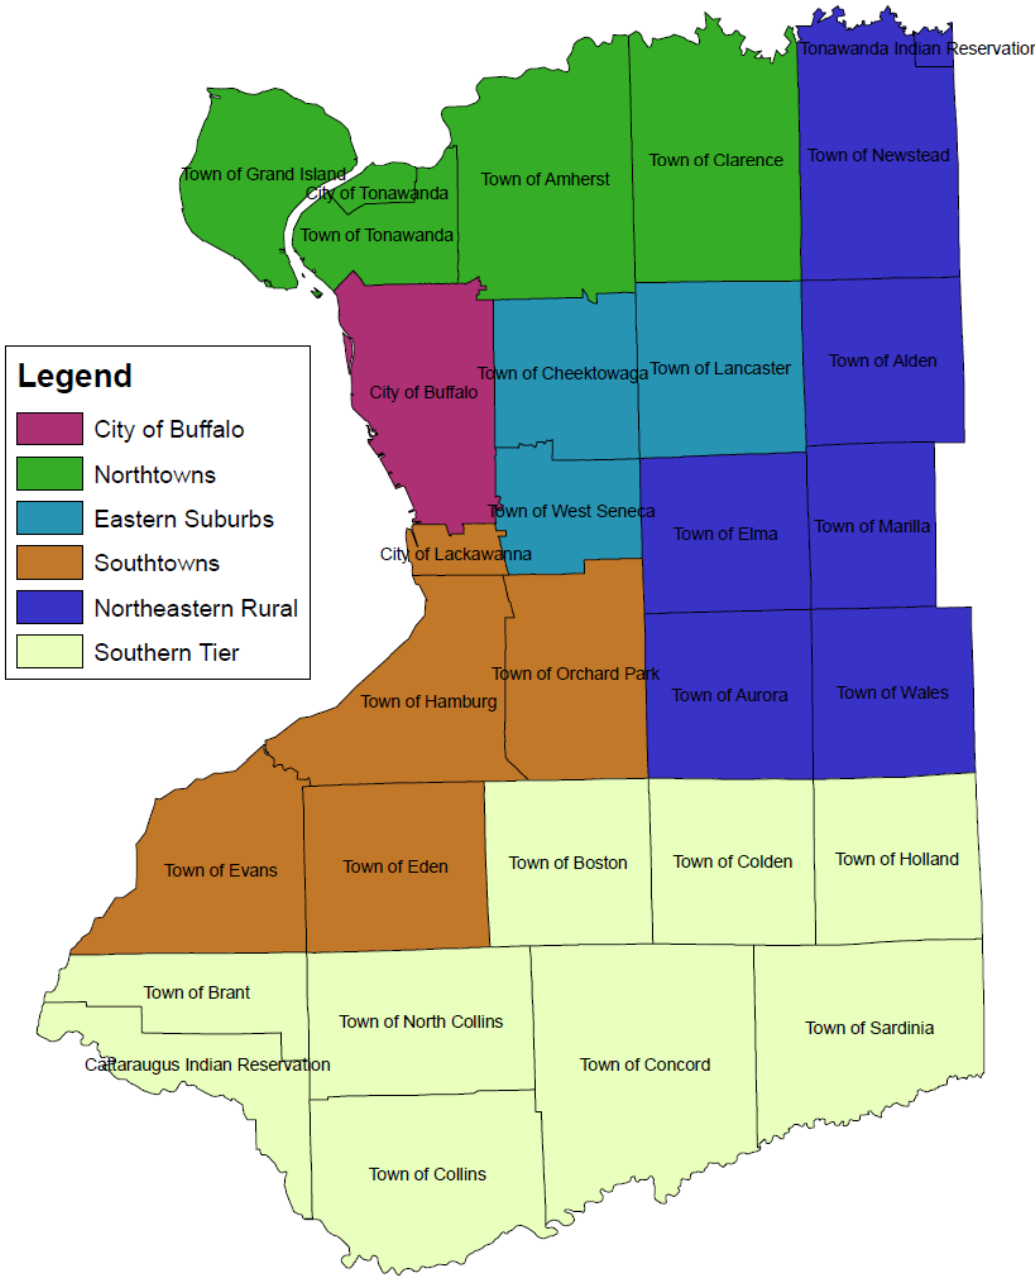 Tonawanda Indian Reservation
Town of Newstead
Town of Clarence
Town of Amherst
Town of Grand Island
City of Tonawanda
Town of Tonawanda
Town of Alden
Town of Lancaster
Town of Cheektowaga
City of Buffalo
Legend
City of Buffalo
Northtowns
Eastern Suburbs
Southtowns
Northeastern Rural
Southern Tier
Town of West Seneca
Town of Elma
Town of Marilla
City of Lackawanna
Town of Orchard Park
Town of Hamburg
Town of Aurora
Town of Wales
Town of Evans
Town of Eden
Town of Boston
Town of Colden
Town of Holland
Town of Brant
Town of North Collins
Town of Sardinia
Cattaraugus Indian Reservation
Town of Concord
Town of Collins